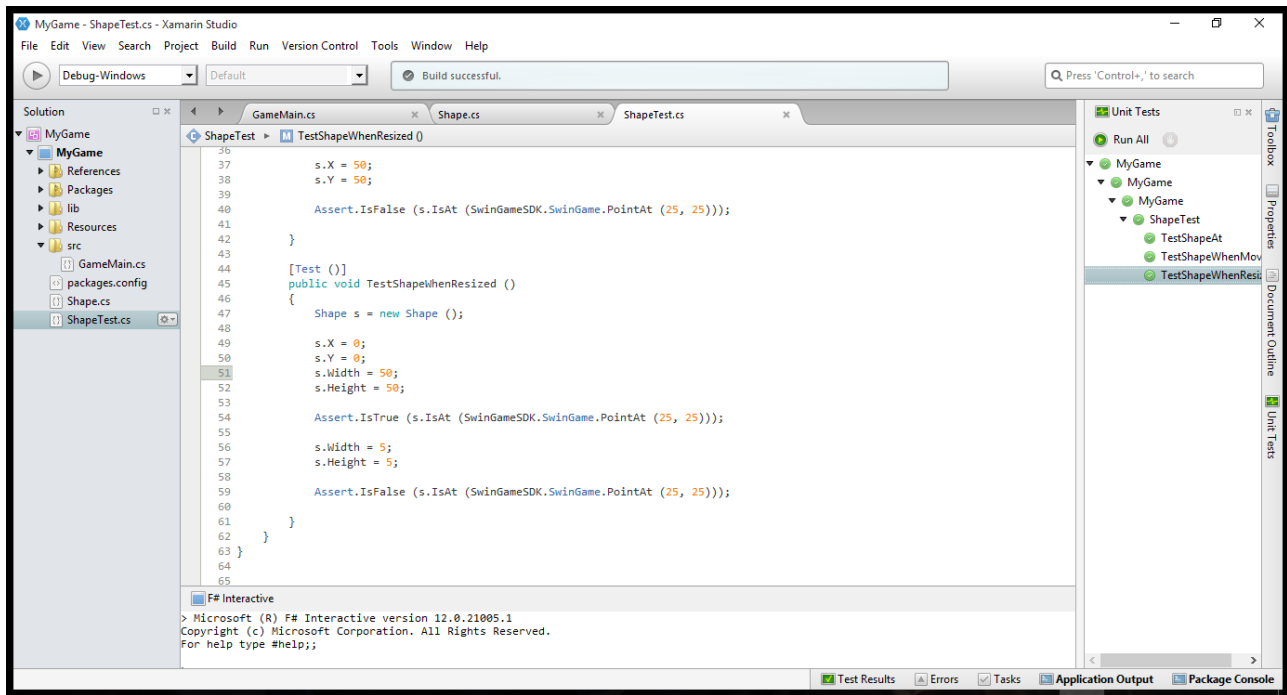 MyGame - ShapeTest.cs - Xamarin Studio
File Edit View Search Project Build Run Version Control Tools Window Help
Debug-Windows Default Build successful. Press 'Control+,' to search
Solution
MyGame
MyGame
References
Packages
lib
Resources
src
GameMain.cs
packages.config
Shape.cs
ShapeTest.cs
GameMain.cs Shape.cs ShapeTest.cs
ShapeTest TestShapeWhenResized ()
36
37 s.X = 50;
38 s.Y = 50;
39
40 Assert.IsFalse (s.IsAt (SwinGameSDK.SwinGame.PointAt (25, 25)));
41
42 }
43
44 [Test ()]
45 public void TestShapeWhenResized ()
46 {
47 Shape s = new Shape ();
48
49 s.X = 0;
50 s.Y = 0;
51 s.Width = 50;
52 s.Height = 50;
53
54 Assert.IsTrue (s.IsAt (SwinGameSDK.SwinGame.PointAt (25, 25)));
55
56 s.Width = 5;
57 s.Height = 5;
58
59 Assert.IsFalse (s.IsAt (SwinGameSDK.SwinGame.PointAt (25, 25)));
60
61 }
62 }
63 }
64
65
F# Interactive
> Microsoft (R) F# Interactive version 12.0.21005.1
Copyright (c) Microsoft Corporation. All Rights Reserved.
For help type #help;;
Unit Tests
Run All
MyGame
MyGame
MyGame
ShapeTest
TestShapeAt
TestShapeWhenMov
TestShapeWhenResiz
Toolbox
Properties
Document Outline
Unit Tests
Test Results Errors Tasks Application Output Package Console